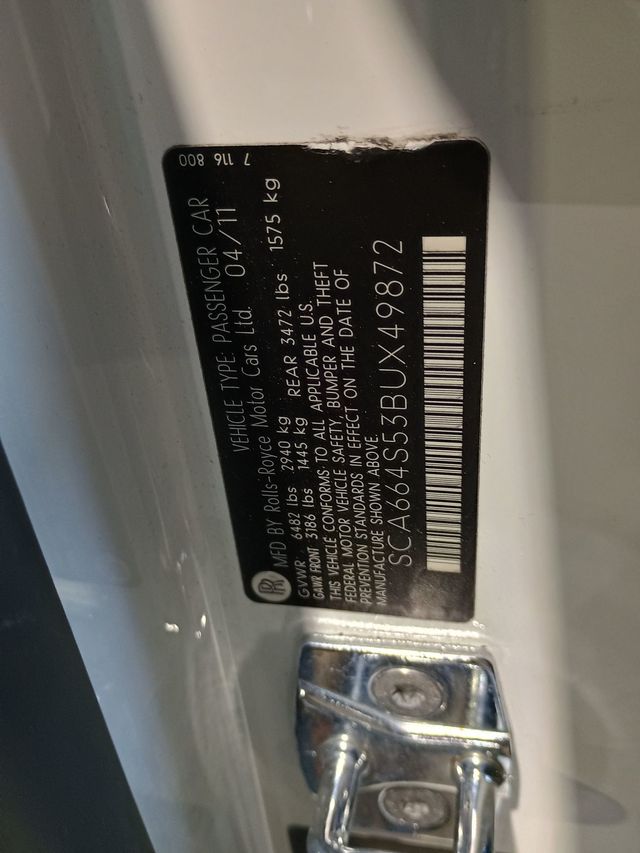 7 116 800
VEHICLE TYPE: PASSENGER CAR
MFD BY Rolls-Royce Motor Cars Ltd. 04/11
GVWR 6482 lbs 2940 kg
GAWR FRONT 3186 lbs 1445 kg REAR 3472 lbs 1575 kg
THIS VEHICLE CONFORMS TO ALL APPLICABLE U.S.
FEDERAL MOTOR VEHICLE SAFETY, BUMPER AND THEFT
PREVENTION STANDARDS IN EFFECT ON THE DATE OF
MANUFACTURE SHOWN ABOVE.
SCA664S53BUX49872
RR